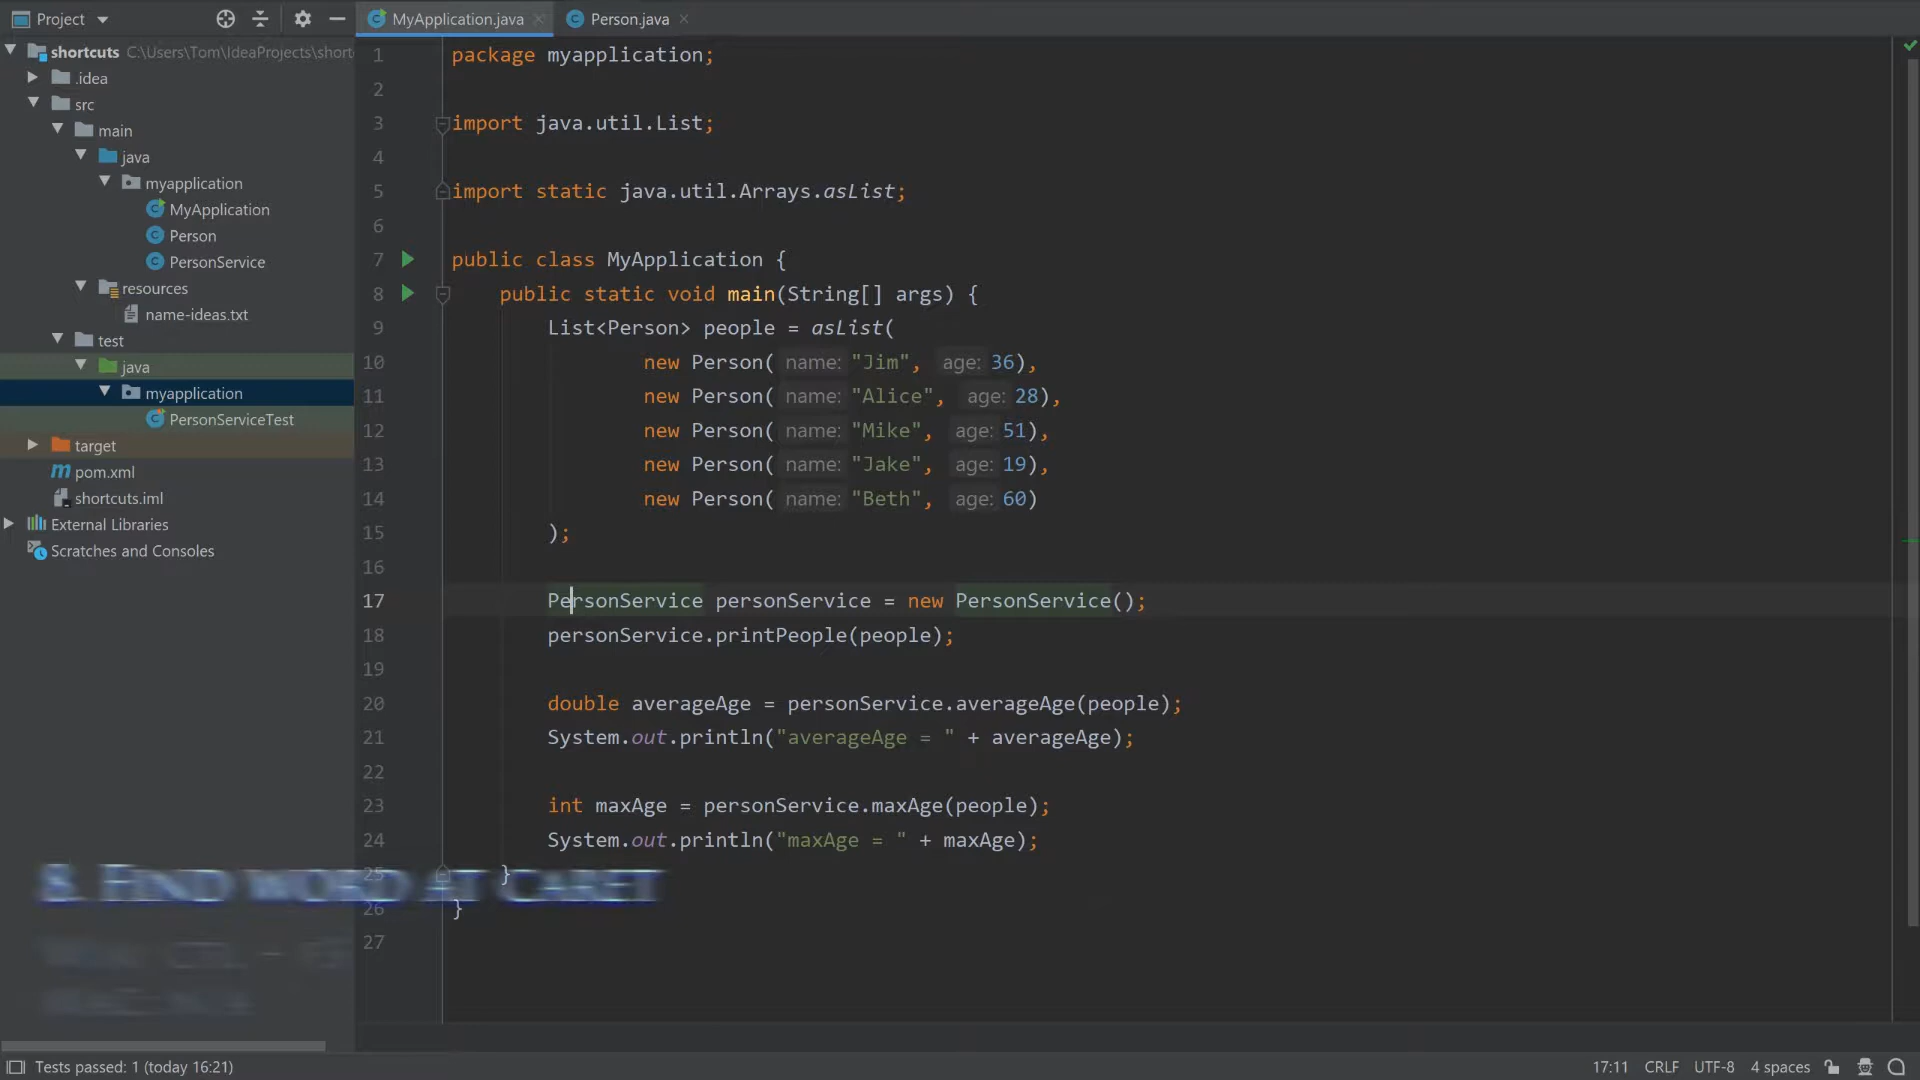 Project
MyApplication.java
Person.java
shortcuts C:\Users\Tom\IdeaProjects\short
.idea
src
main
java
myapplication
MyApplication
Person
PersonService
resources
name-ideas.txt
test
java
myapplication
PersonServiceTest
target
pom.xml
shortcuts.iml
External Libraries
Scratches and Consoles
1 package myapplication;
2
3 import java.util.List;
4
5 import static java.util.Arrays.asList;
6
7 public class MyApplication {
8 public static void main(String[] args) {
9 List<Person> people = asList(
10 new Person( name: "Jim", age: 36),
11 new Person( name: "Alice", age: 28),
12 new Person( name: "Mike", age: 51),
13 new Person( name: "Jake", age: 19),
14 new Person( name: "Beth", age: 60)
15 );
16
17 PersonService personService = new PersonService();
18 personService.printPeople(people);
19
20 double averageAge = personService.averageAge(people);
21 System.out.println("averageAge = " + averageAge);
22
23 int maxAge = personService.maxAge(people);
24 System.out.println("maxAge = " + maxAge);
25 }
26 }
27
8. Find word at Caret
Tests passed: 1 (today 16:21)
17:11 CRLF UTF-8 4 spaces